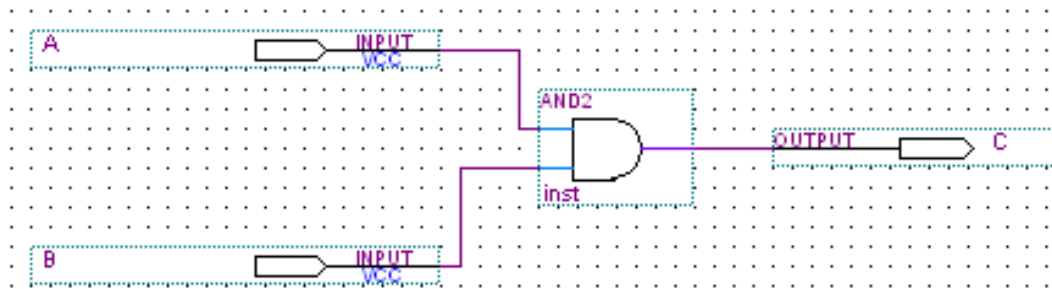 A
INPUT
VCC
AND2
OUTPUT
C
inst
B
INPUT
VCC